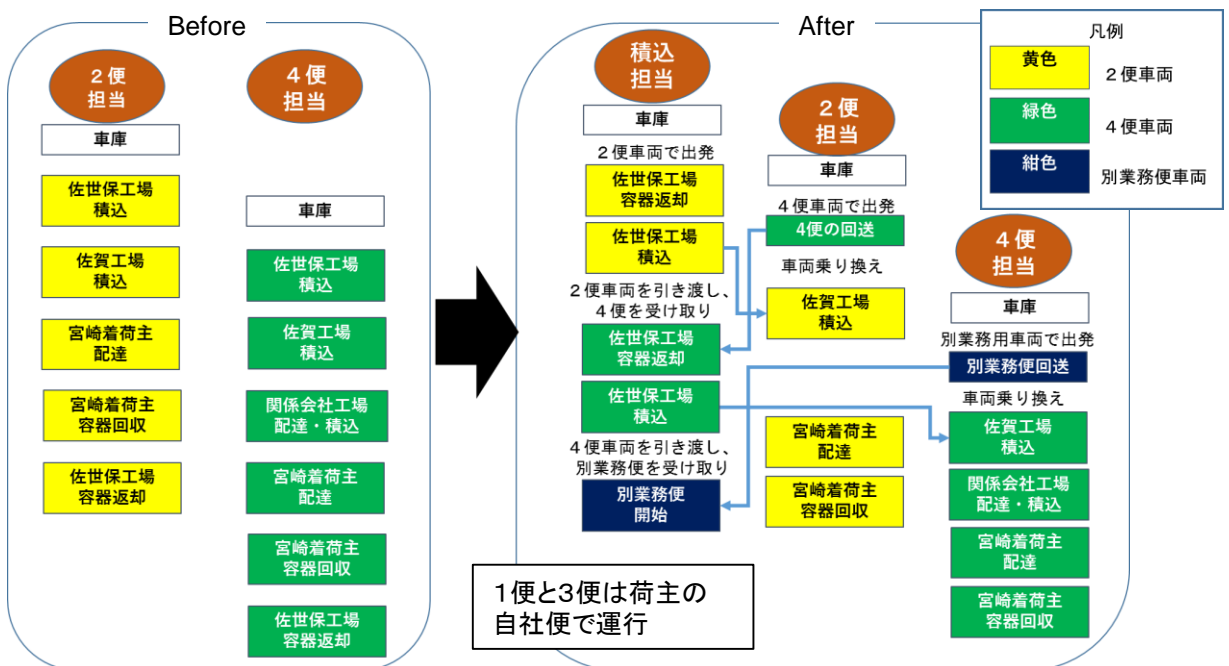 Before
２便
担当
車庫
佐世保工場
積込
佐賀工場
積込
宮崎着荷主
配達
宮崎着荷主
容器回収
佐世保工場
容器返却
４便
担当
車庫
佐世保工場
積込
佐賀工場
積込
関係会社工場
配達・積込
宮崎着荷主
配達
宮崎着荷主
容器回収
佐世保工場
容器返却
After
積込
担当
車庫
２便車両で出発
佐世保工場
容器返却
佐世保工場
積込
２便車両を引き渡し、
４便を受け取り
佐世保工場
容器返却
佐世保工場
積込
４便車両を引き渡し、
別業務便を受け取り
別業務便
開始
２便
担当
車庫
４便車両で出発
4便の回送
車両乗り換え
佐賀工場
積込
宮崎着荷主
配達
宮崎着荷主
容器回収
４便
担当
車庫
別業務用車両で出発
別業務便回送
車両乗り換え
佐賀工場
積込
関係会社工場
配達・積込
宮崎着荷主
配達
宮崎着荷主
容器回収
凡例
黄色
２便車両
緑色
４便車両
紺色
別業務便車両
１便と３便は荷主の
自社便で運行